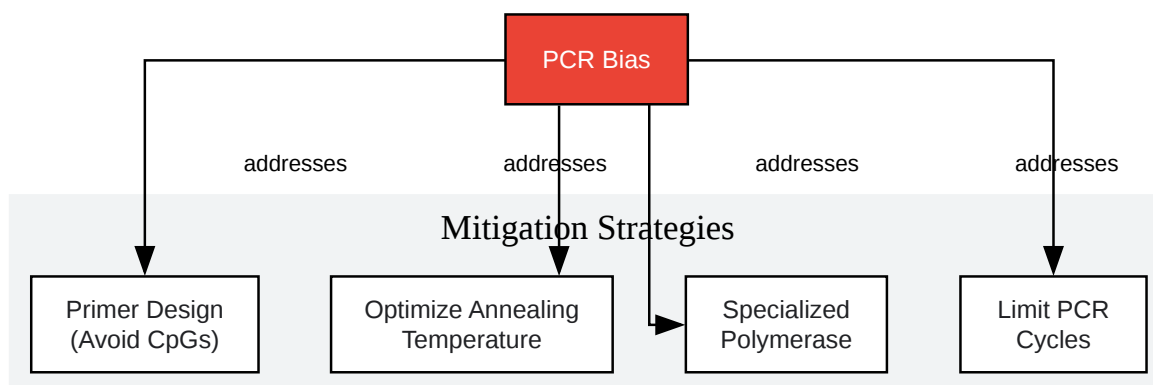 PCR Bias
addresses addresses addresses addresses
Mitigation Strategies
Primer Design
(Avoid CpGs)
Optimize Annealing
Temperature
Specialized
Polymerase
Limit PCR
Cycles